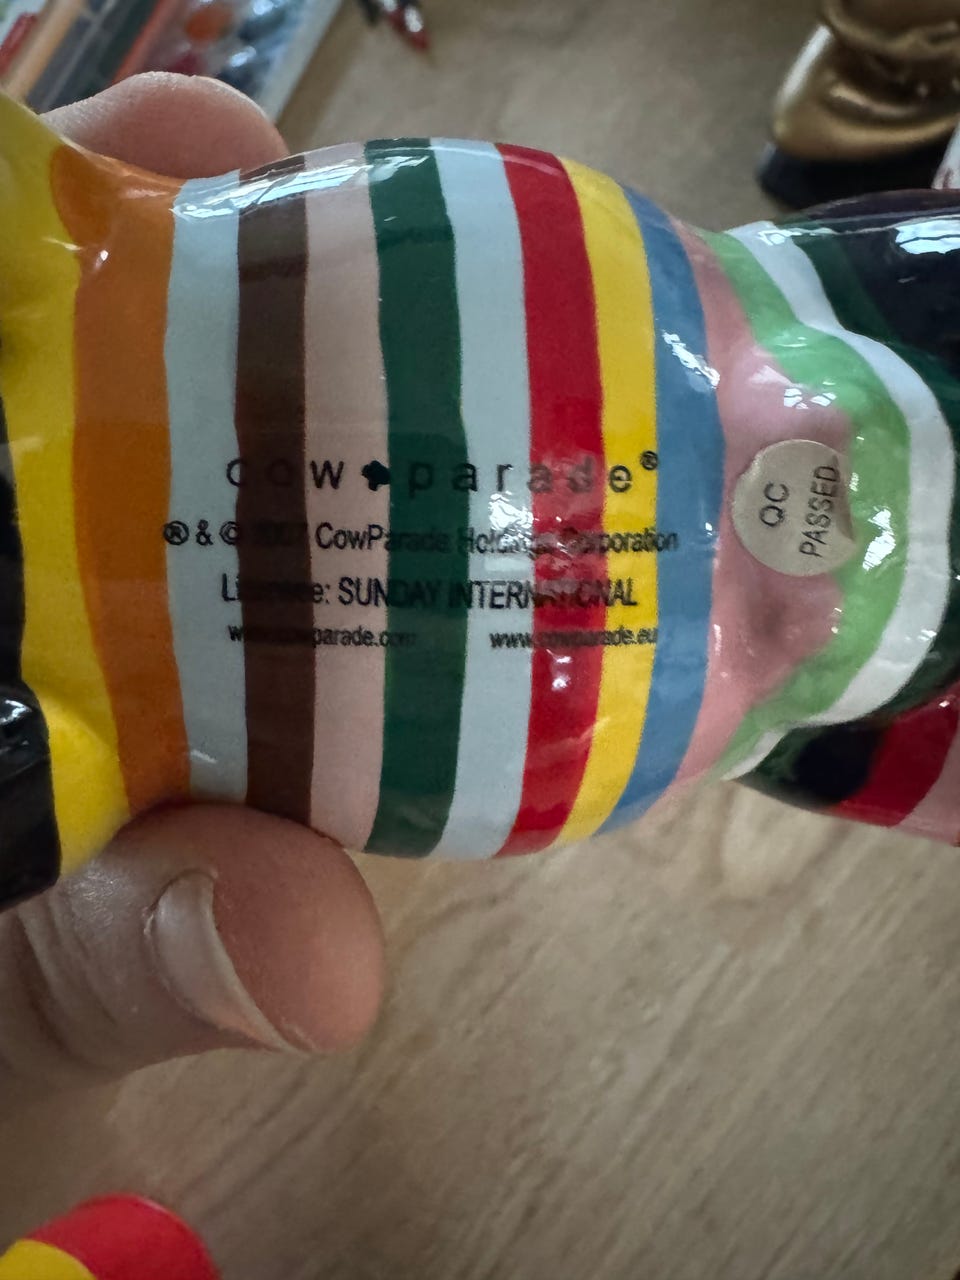 cow parade®
® & © CowParade Holdings Corporation
Licensee: SUNDAY INTERNATIONAL
www.cowparade.com www.cowparade.eu
QC
PASSED